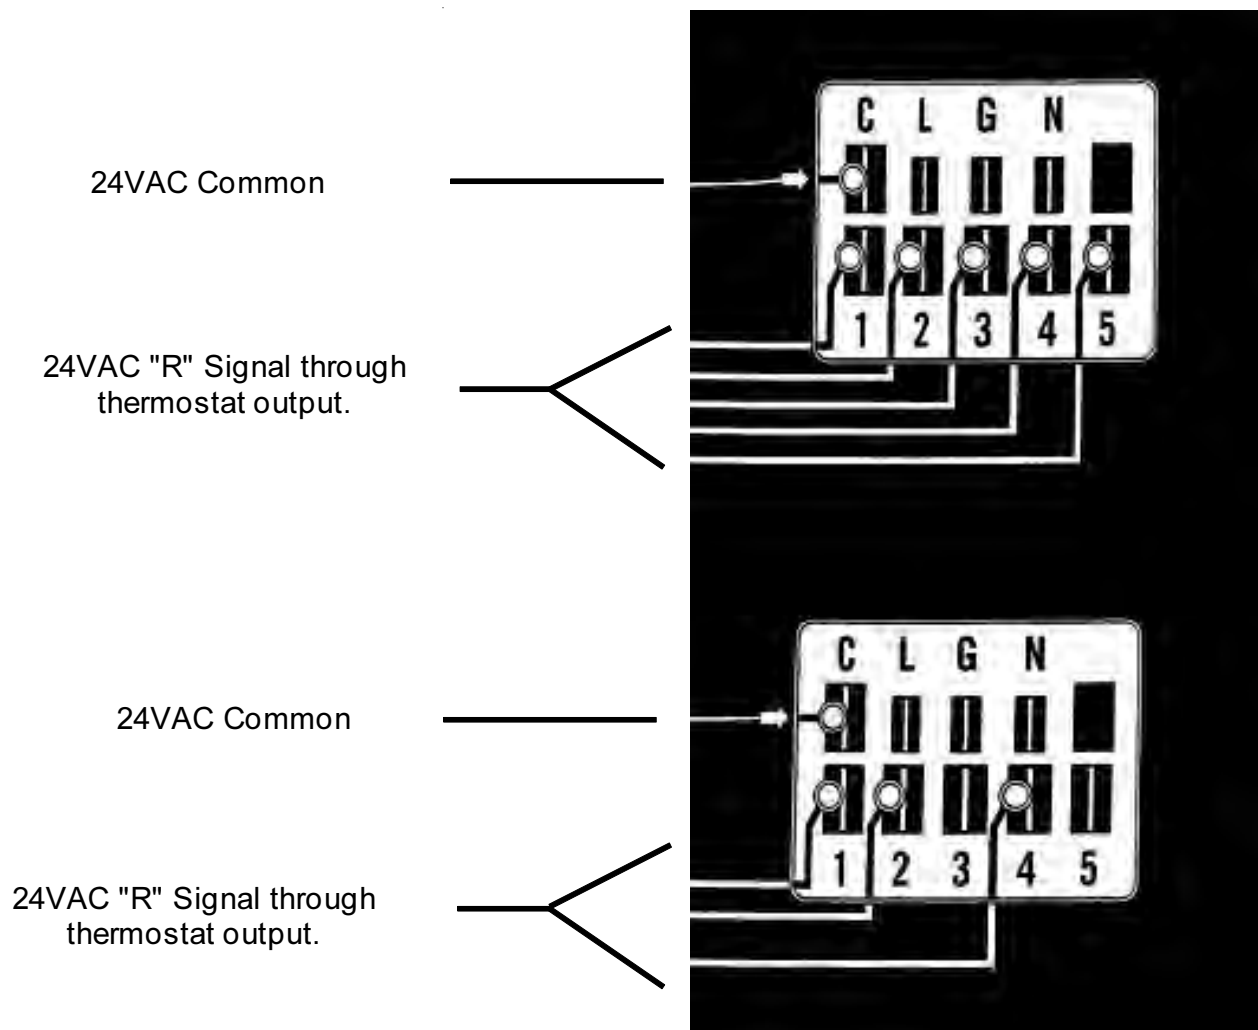 C L G N
24VAC Common
1 2 3 4 5
24VAC "R" Signal through
thermostat output.
C L G N
24VAC Common
1 2 3 4 5
24VAC "R" Signal through
thermostat output.